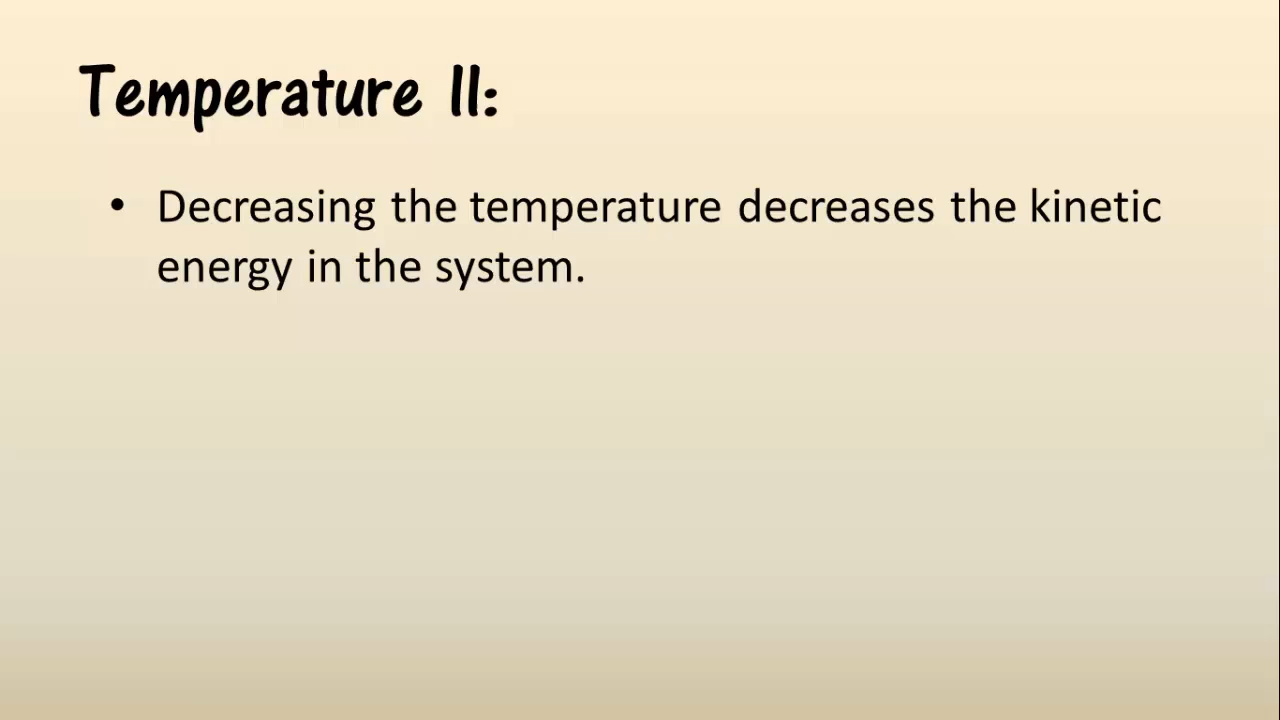 Temperature II:
• Decreasing the temperature decreases the kinetic
energy in the system.